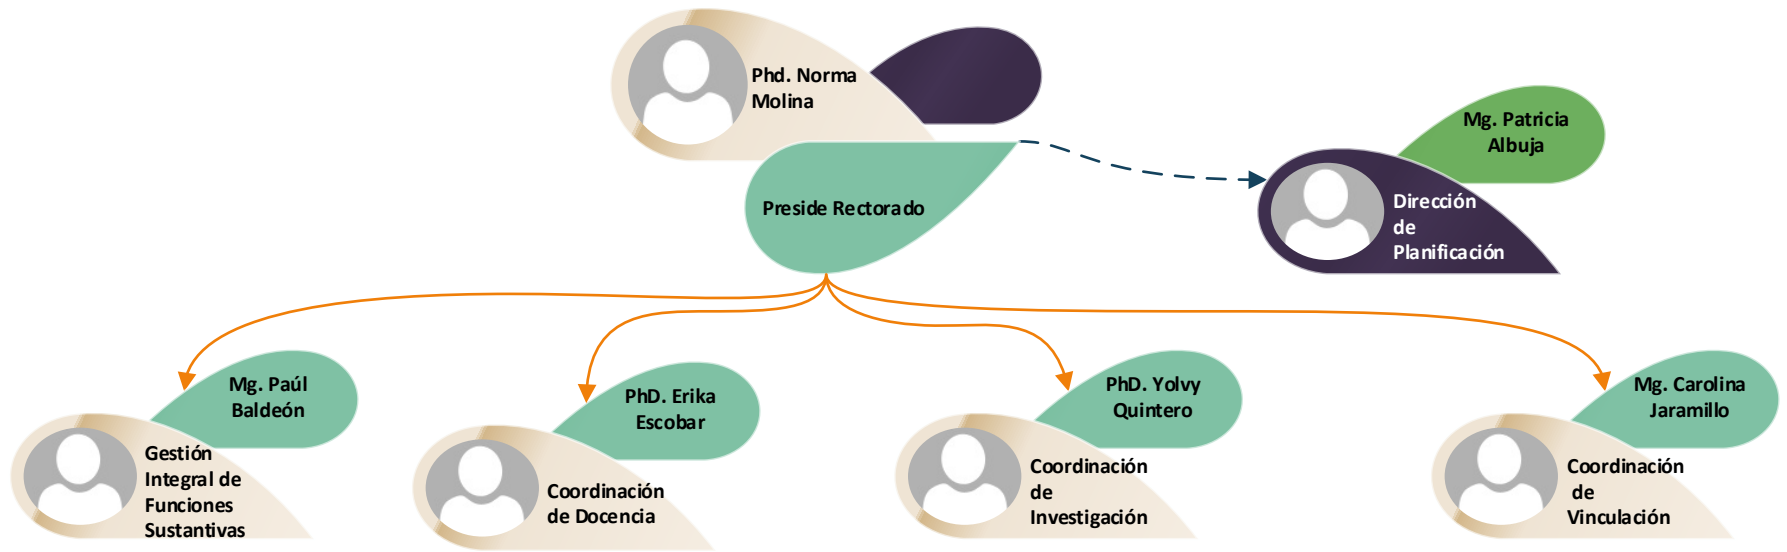 Phd. Norma
Molina
Preside Rectorado
Mg. Patricia
Albuja
Dirección
de
Planificación
Mg. Paúl
Baldeón
Gestión
Integral de
Funciones
Sustantivas
PhD. Erika
Escobar
Coordinación
de Docencia
PhD. Yolvy
Quintero
Coordinación
de
Investigación
Mg. Carolina
Jaramillo
Coordinación
de
Vinculación